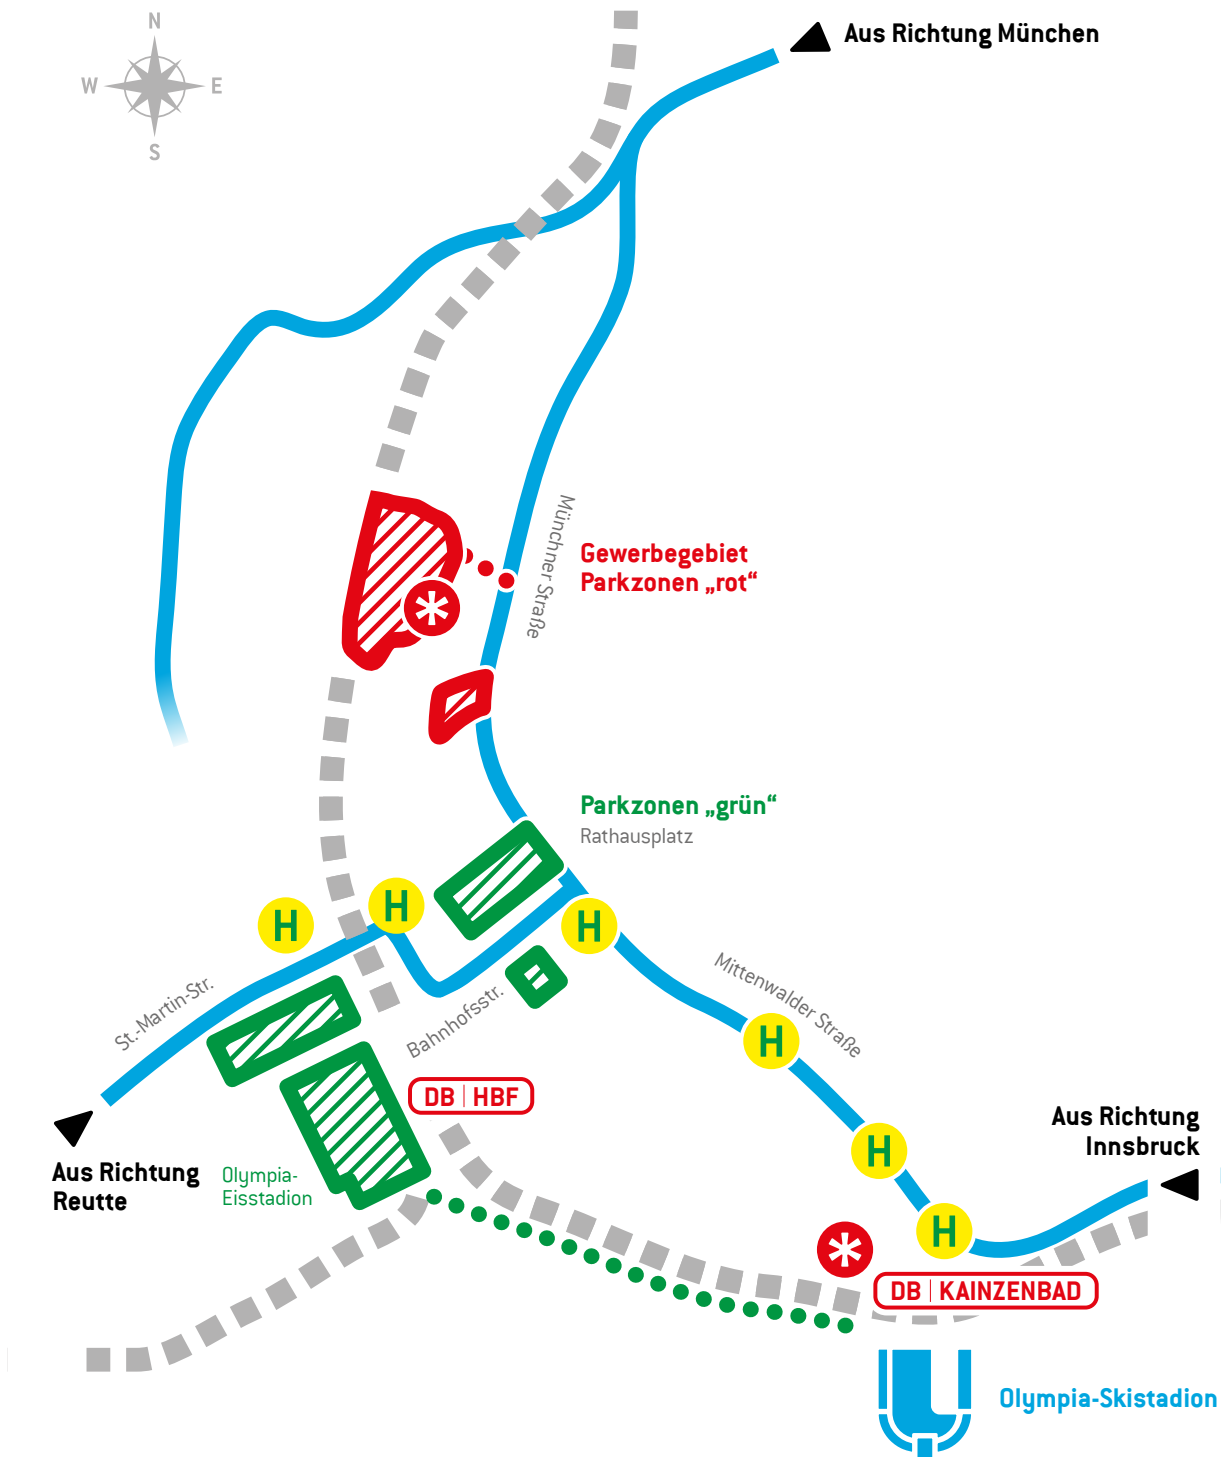 N
Aus Richtung München
W
E
S
Münchner Straße
Gewerbegebiet
Parkzonen „rot“
*
Parkzonen „grün“
Rathausplatz
H
H
H
St.-Martin-Str.
Bahnhofsstr.
Mittenwalder Straße
H
DB | HBF
Aus Richtung
Innsbruck
H
Aus Richtung
Reutte
Olympia-
Eisstadion
H
*
DB | KAINZENBAD
Olympia-Skistadion